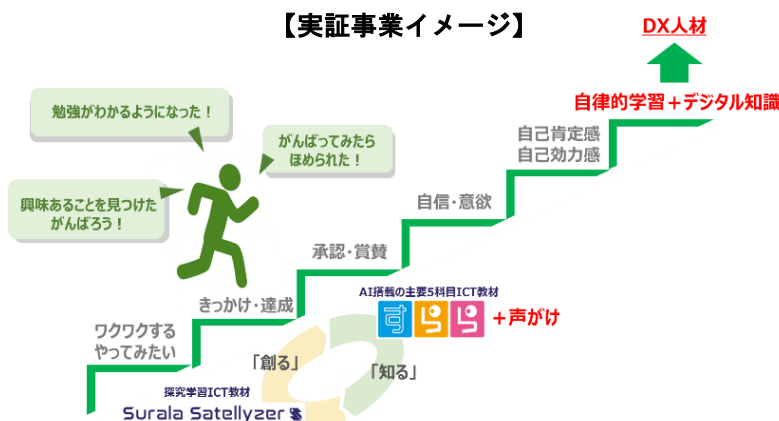 【実証事業イメージ】
DX人材
自律的学習＋デジタル知識
勉強がわかるようになった！
がんばってみたら
ほめられた！
興味あることを見つけた
がんばろう！
自己肯定感
自己効力感
自信・意欲
承認・賞賛
きっかけ・達成
ワクワクする
やってみたい
AI搭載の主要5科目ICT教材
すらら
＋声がけ
「創る」
「知る」
探究学習ICT教材
Surala Satellyzer